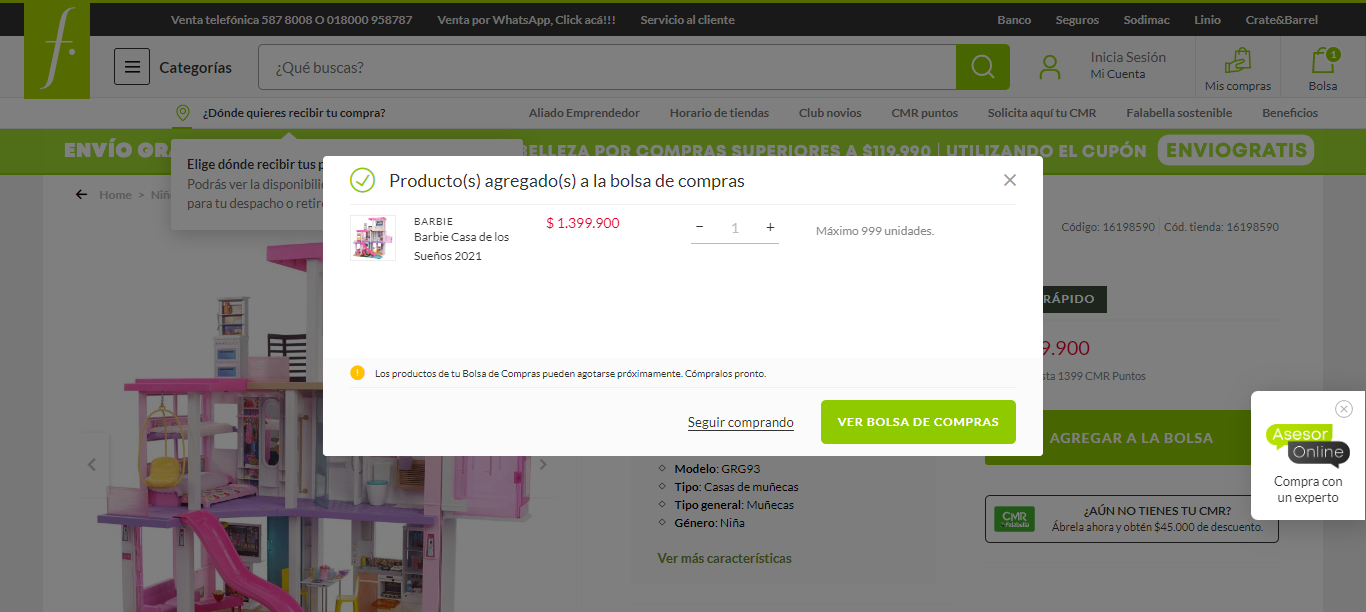 Venta telefónica 587 8008 O 018000 958787
Venta por WhatsApp, Click acá!!!
Servicio al cliente
Banco
Seguros
Sodimac
Linio
Crate&Barrel
f.
Categorías
¿Qué buscas?
Inicia Sesión
Mi Cuenta
Mis compras
1
Bolsa
¿Dónde quieres recibir tu compra?
Aliado Emprendedor
Horario de tiendas
Club novios
CMR puntos
Solicita aquí tu CMR
Falabella sostenible
Beneficios
ENVÍO GRA
BELLEZA POR COMPRAS SUPERIORES A $119.990 | UTILIZANDO EL CUPÓN
ENVIOGRATIS
Elige dónde recibir tus p
Podrás ver la disponibili
para tu despacho o retir
Home > Niñ
Producto(s) agregado(s) a la bolsa de compras
BARBIE
Barbie Casa de los
Sueños 2021
$ 1.399.900
− 1 +
Máximo 999 unidades.
Los productos de tu Bolsa de Compras pueden agotarse próximamente. Cómpralos pronto.
Seguir comprando
VER BOLSA DE COMPRAS
Código: 16198590
Cód. tienda: 16198590
RÁPIDO
9.900
sta 1399 CMR Puntos
AGREGAR A LA BOLSA
Modelo: GRG93
Tipo: Casas de muñecas
Tipo general: Muñecas
Género: Niña
Ver más características
CMR
Falabella
¿AÚN NO TIENES TU CMR?
Ábrela ahora y obtén $45.000 de descuento.
Asesor
Online
Compra con
un experto